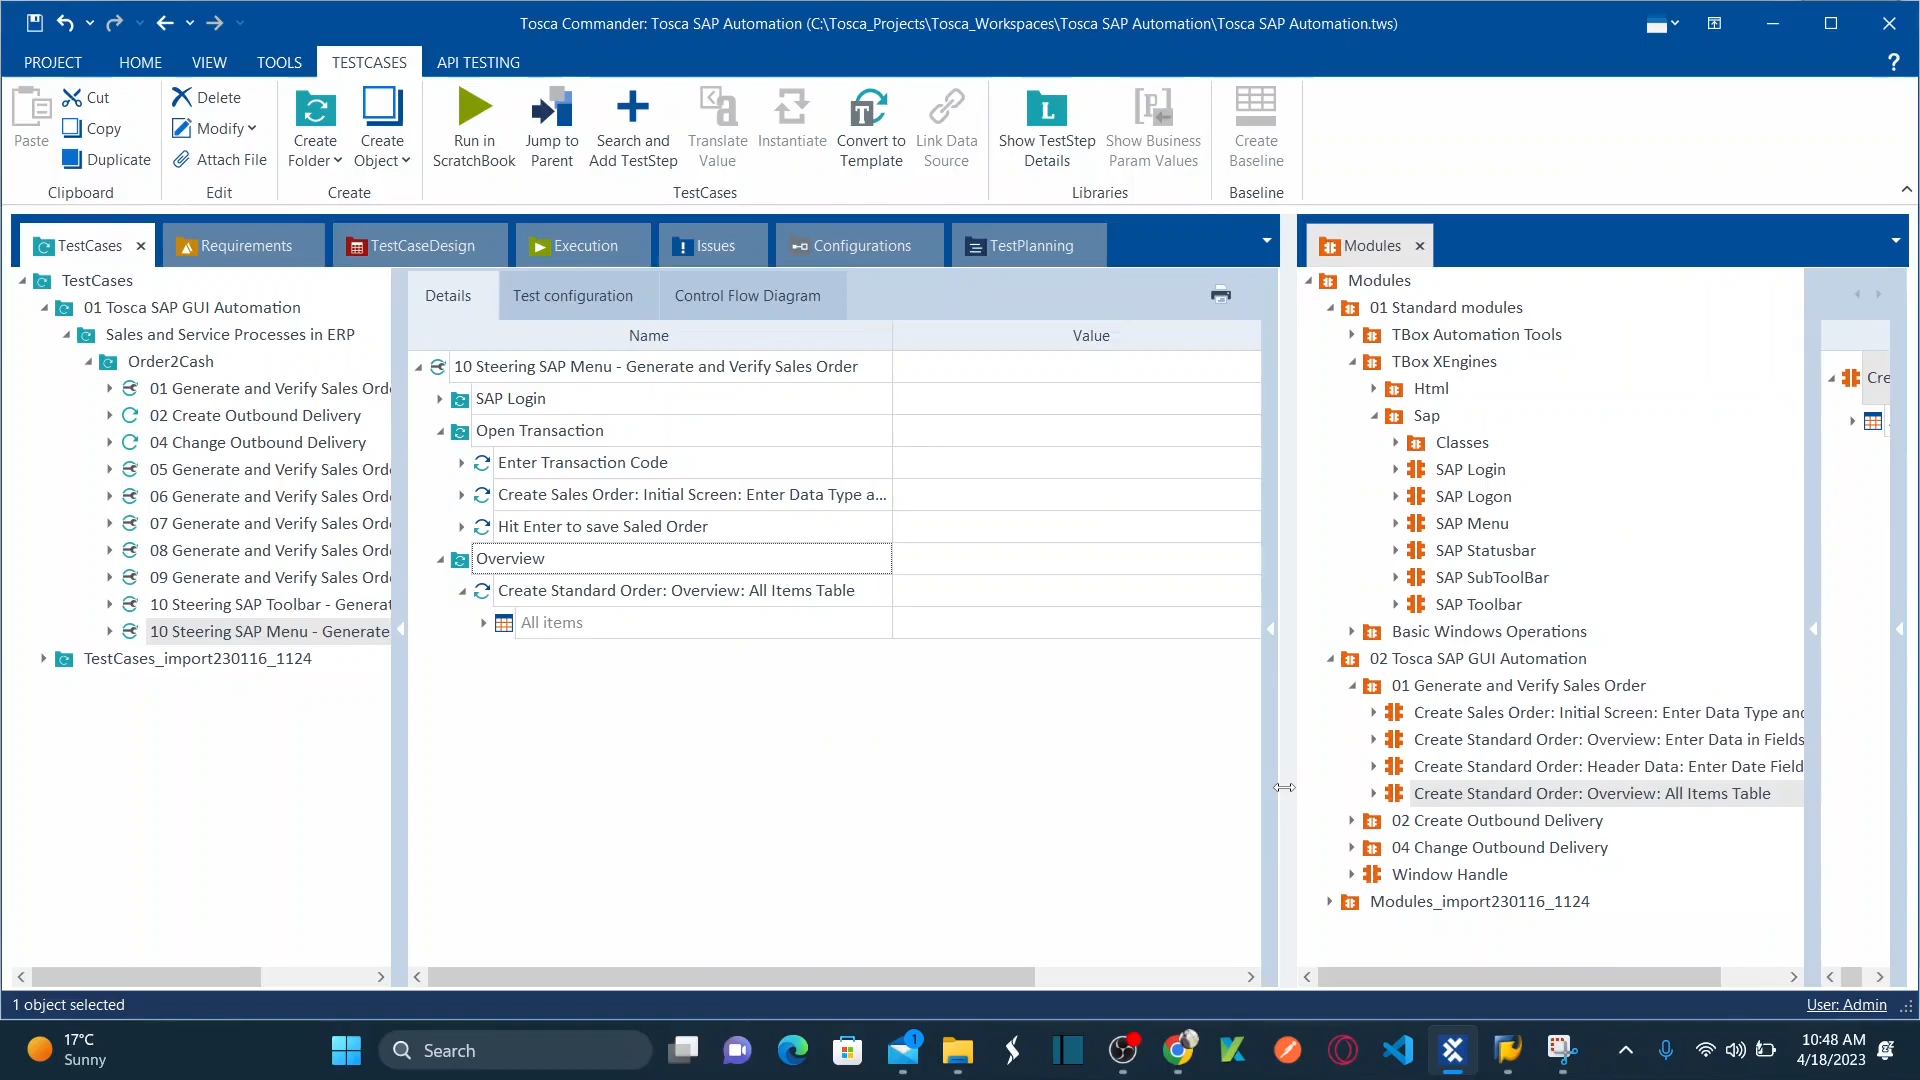 Tosca Commander: Tosca SAP Automation (C:\Tosca_Projects\Tosca_Workspaces\Tosca SAP Automation\Tosca SAP Automation.tws)
PROJECT HOME VIEW TOOLS TESTCASES API TESTING ?
Paste
Cut
Copy
Duplicate
Clipboard
Delete
Modify
Attach File
Edit
Create Folder
Create Object
Create
Run in ScratchBook
Jump to Parent
Search and Add TestStep
Translate Value
Instantiate
Convert to Template
Link Data Source
TestCases
Show TestStep Details
Show Business Param Values
Libraries
Create Baseline
Baseline
TestCases Requirements TestCaseDesign Execution Issues Configurations TestPlanning
TestCases
01 Tosca SAP GUI Automation
Sales and Service Processes in ERP
Order2Cash
01 Generate and Verify Sales Orde
02 Create Outbound Delivery
04 Change Outbound Delivery
05 Generate and Verify Sales Orde
06 Generate and Verify Sales Orde
07 Generate and Verify Sales Orde
08 Generate and Verify Sales Orde
09 Generate and Verify Sales Orde
10 Steering SAP Toolbar - Generat
10 Steering SAP Menu - Generate
TestCases_import230116_1124
Details Test configuration Control Flow Diagram
Name Value
10 Steering SAP Menu - Generate and Verify Sales Order
SAP Login
Open Transaction
Enter Transaction Code
Create Sales Order: Initial Screen: Enter Data Type a...
Hit Enter to save Saled Order
Overview
Create Standard Order: Overview: All Items Table
All items
Modules
Modules
01 Standard modules
TBox Automation Tools
TBox XEngines
Html
Sap
Classes
SAP Login
SAP Logon
SAP Menu
SAP Statusbar
SAP SubToolBar
SAP Toolbar
Basic Windows Operations
02 Tosca SAP GUI Automation
01 Generate and Verify Sales Order
Create Sales Order: Initial Screen: Enter Data Type and
Create Standard Order: Overview: Enter Data in Fields
Create Standard Order: Header Data: Enter Date Field
Create Standard Order: Overview: All Items Table
02 Create Outbound Delivery
04 Change Outbound Delivery
Window Handle
Modules_import230116_1124
Cre
1 object selected
User: Admin
17°C
Sunny
Search
1
10:48 AM
4/18/2023